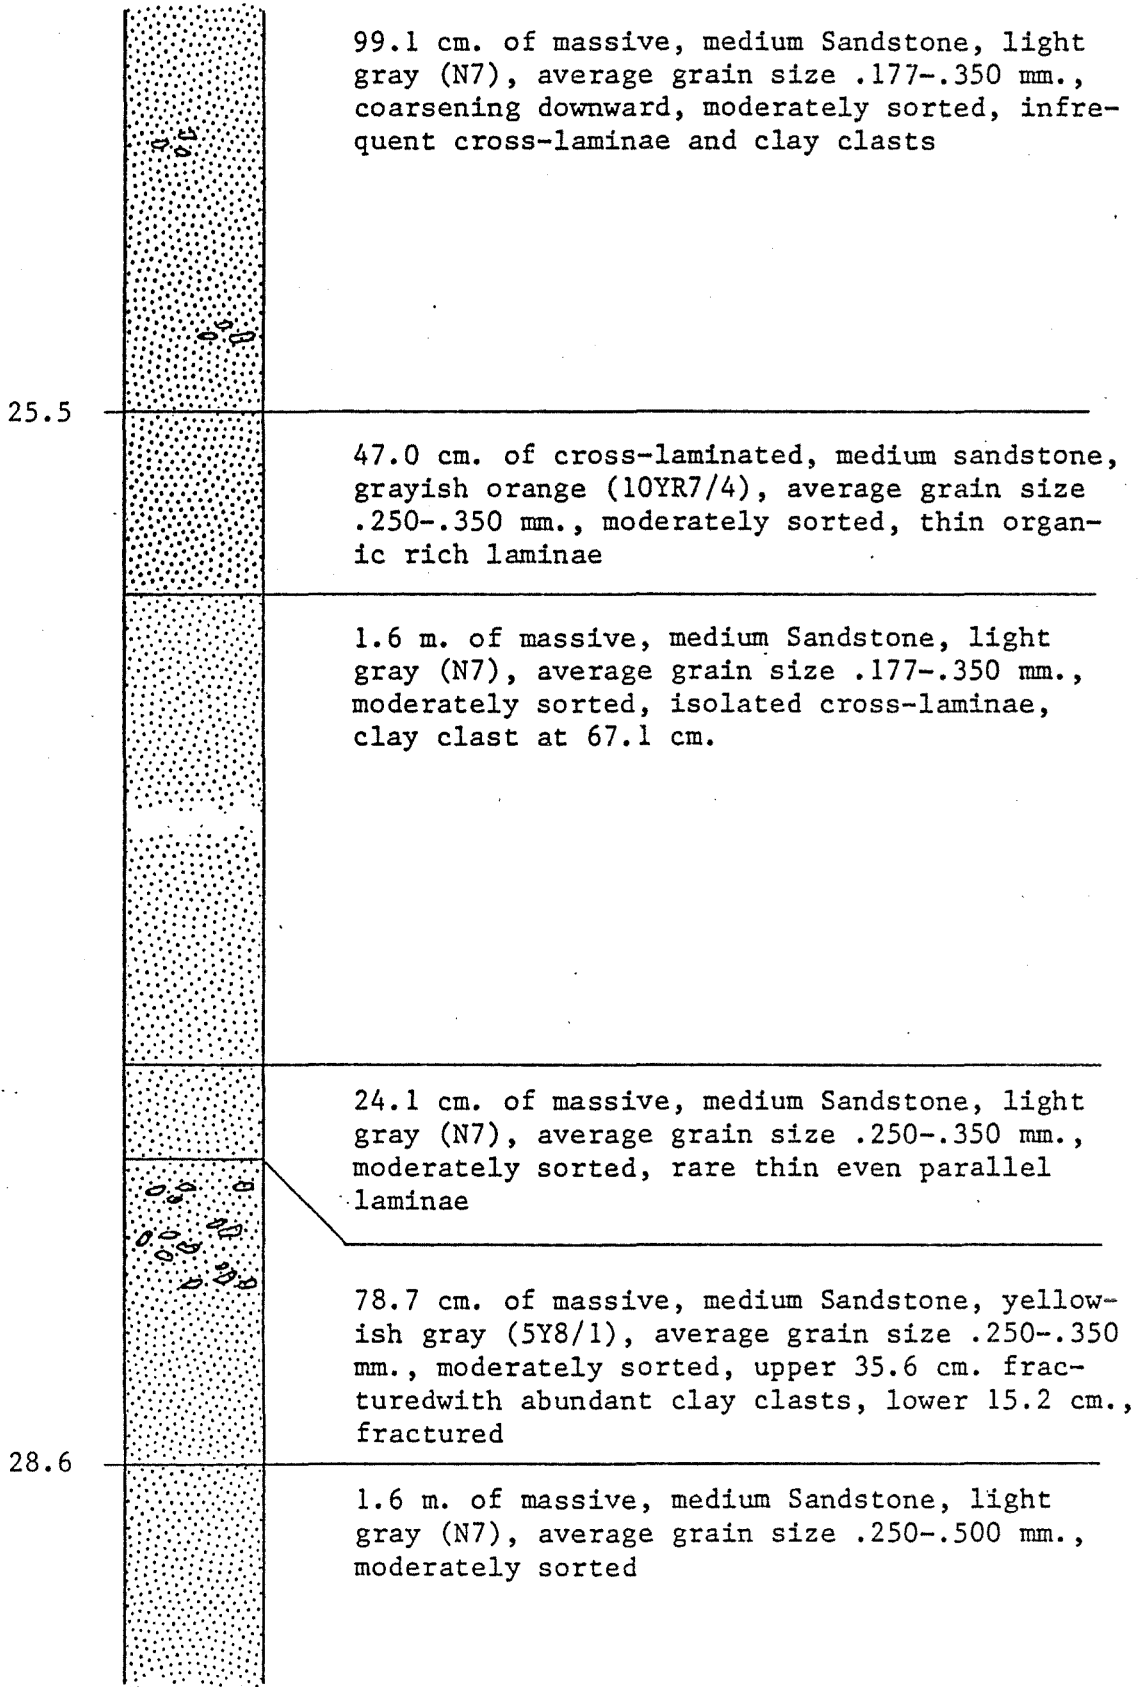 99.1 cm. of massive, medium Sandstone, light
gray (N7), average grain size .177-.350 mm.,
coarsening downward, moderately sorted, infre-
quent cross-laminae and clay clasts
25.5
47.0 cm. of cross-laminated, medium sandstone,
grayish orange (10YR7/4), average grain size
.250-.350 mm., moderately sorted, thin organ-
ic rich laminae
1.6 m. of massive, medium Sandstone, light
gray (N7), average grain size .177-.350 mm.,
moderately sorted, isolated cross-laminae,
clay clast at 67.1 cm.
24.1 cm. of massive, medium Sandstone, light
gray (N7), average grain size .250-.350 mm.,
moderately sorted, rare thin even parallel
laminae
78.7 cm. of massive, medium Sandstone, yellow-
ish gray (5Y8/1), average grain size .250-.350
mm., moderately sorted, upper 35.6 cm. frac-
turedwith abundant clay clasts, lower 15.2 cm.,
fractured
28.6
1.6 m. of massive, medium Sandstone, light
gray (N7), average grain size .250-.500 mm.,
moderately sorted